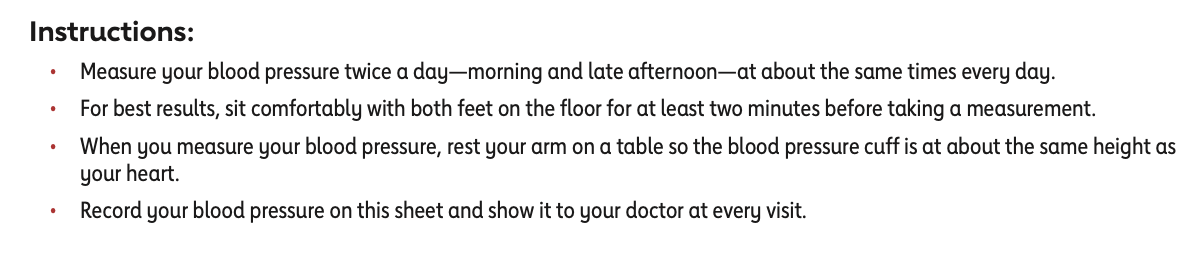 Instructions:
• Measure your blood pressure twice a day—morning and late afternoon—at about the same times every day.
• For best results, sit comfortably with both feet on the floor for at least two minutes before taking a measurement.
• When you measure your blood pressure, rest your arm on a table so the blood pressure cuff is at about the same height as
your heart.
• Record your blood pressure on this sheet and show it to your doctor at every visit.